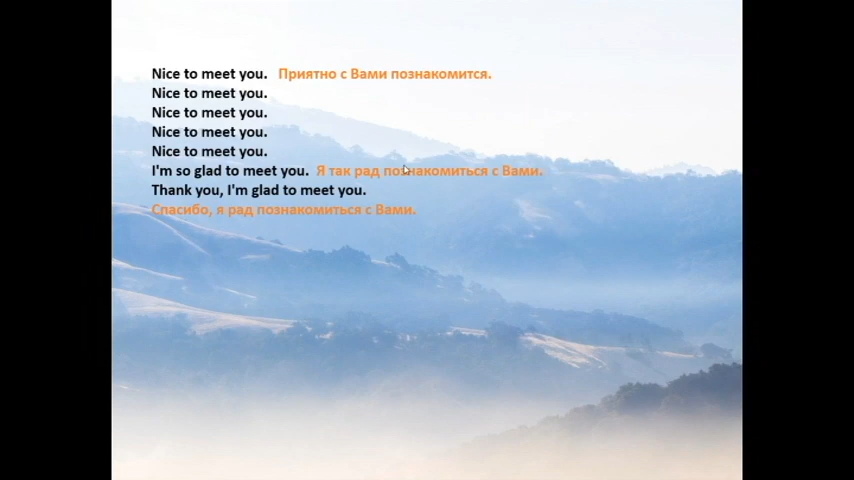 Nice to meet you. Приятно с Вами познакомится.
Nice to meet you.
Nice to meet you.
Nice to meet you.
Nice to meet you.
I'm so glad to meet you. Я так рад познакомиться с Вами.
Thank you, I'm glad to meet you.
Спасибо, я рад познакомиться с Вами.